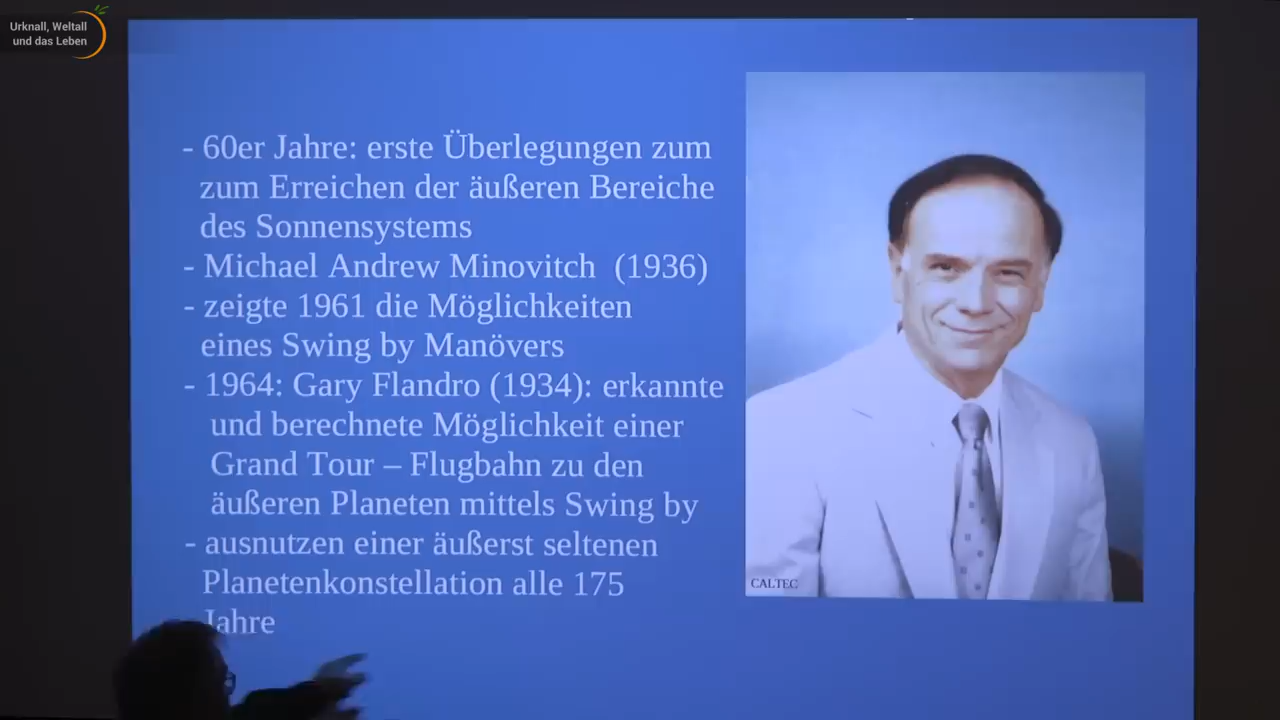 Urknall, Weltall
und das Leben
- 60er Jahre: erste Überlegungen zum
zum Erreichen der äußeren Bereiche
des Sonnensystems
- Michael Andrew Minovitch (1936)
- zeigte 1961 die Möglichkeiten
eines Swing by Manövers
- 1964: Gary Flandro (1934): erkannte
und berechnete Möglichkeit einer
Grand Tour – Flugbahn zu den
äußeren Planeten mittels Swing by
- ausnutzen einer äußerst seltenen
Planetenkonstellation alle 175
Jahre
CALTEC